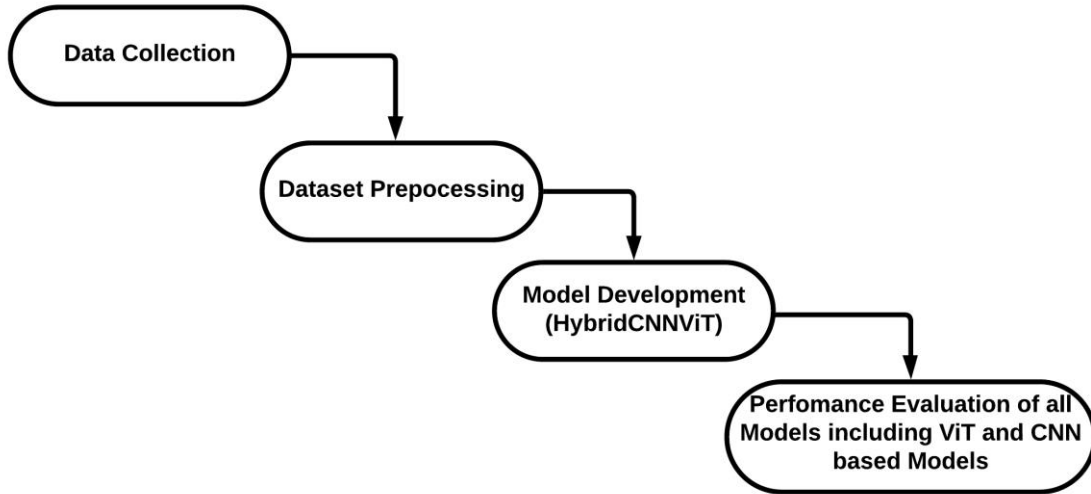 Data Collection
Dataset Prepocessing
Model Development
(HybridCNNViT)
Perfomance Evaluation of all
Models including ViT and CNN
based Models